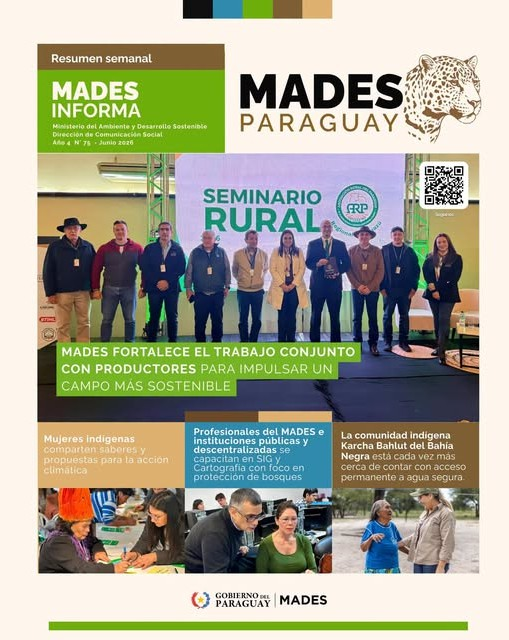 Resumen semanal
MADES
INFORMA
Ministerio del Ambiente y Desarrollo Sostenible
Dirección de Comunicación Social
Año 4 N° 75 - Junio 2026
MADES
PARAGUAY
SEMINARIO
RURAL
ARP
MADES FORTALECE EL TRABAJO CONJUNTO
CON PRODUCTORES PARA IMPULSAR UN
CAMPO MÁS SOSTENIBLE
Mujeres indígenas
comparten saberes y
propuestas para la acción
climática
Profesionales del MADES e
instituciones públicas y
descentralizadas se
capacitan en SIG y
Cartografía con foco en
protección de bosques
La comunidad indígena
Karcha Bahlut del Bahía
Negra está cada vez más
cerca de contar con acceso
permanente a agua segura.
GOBIERNO DEL
PARAGUAY
MADES